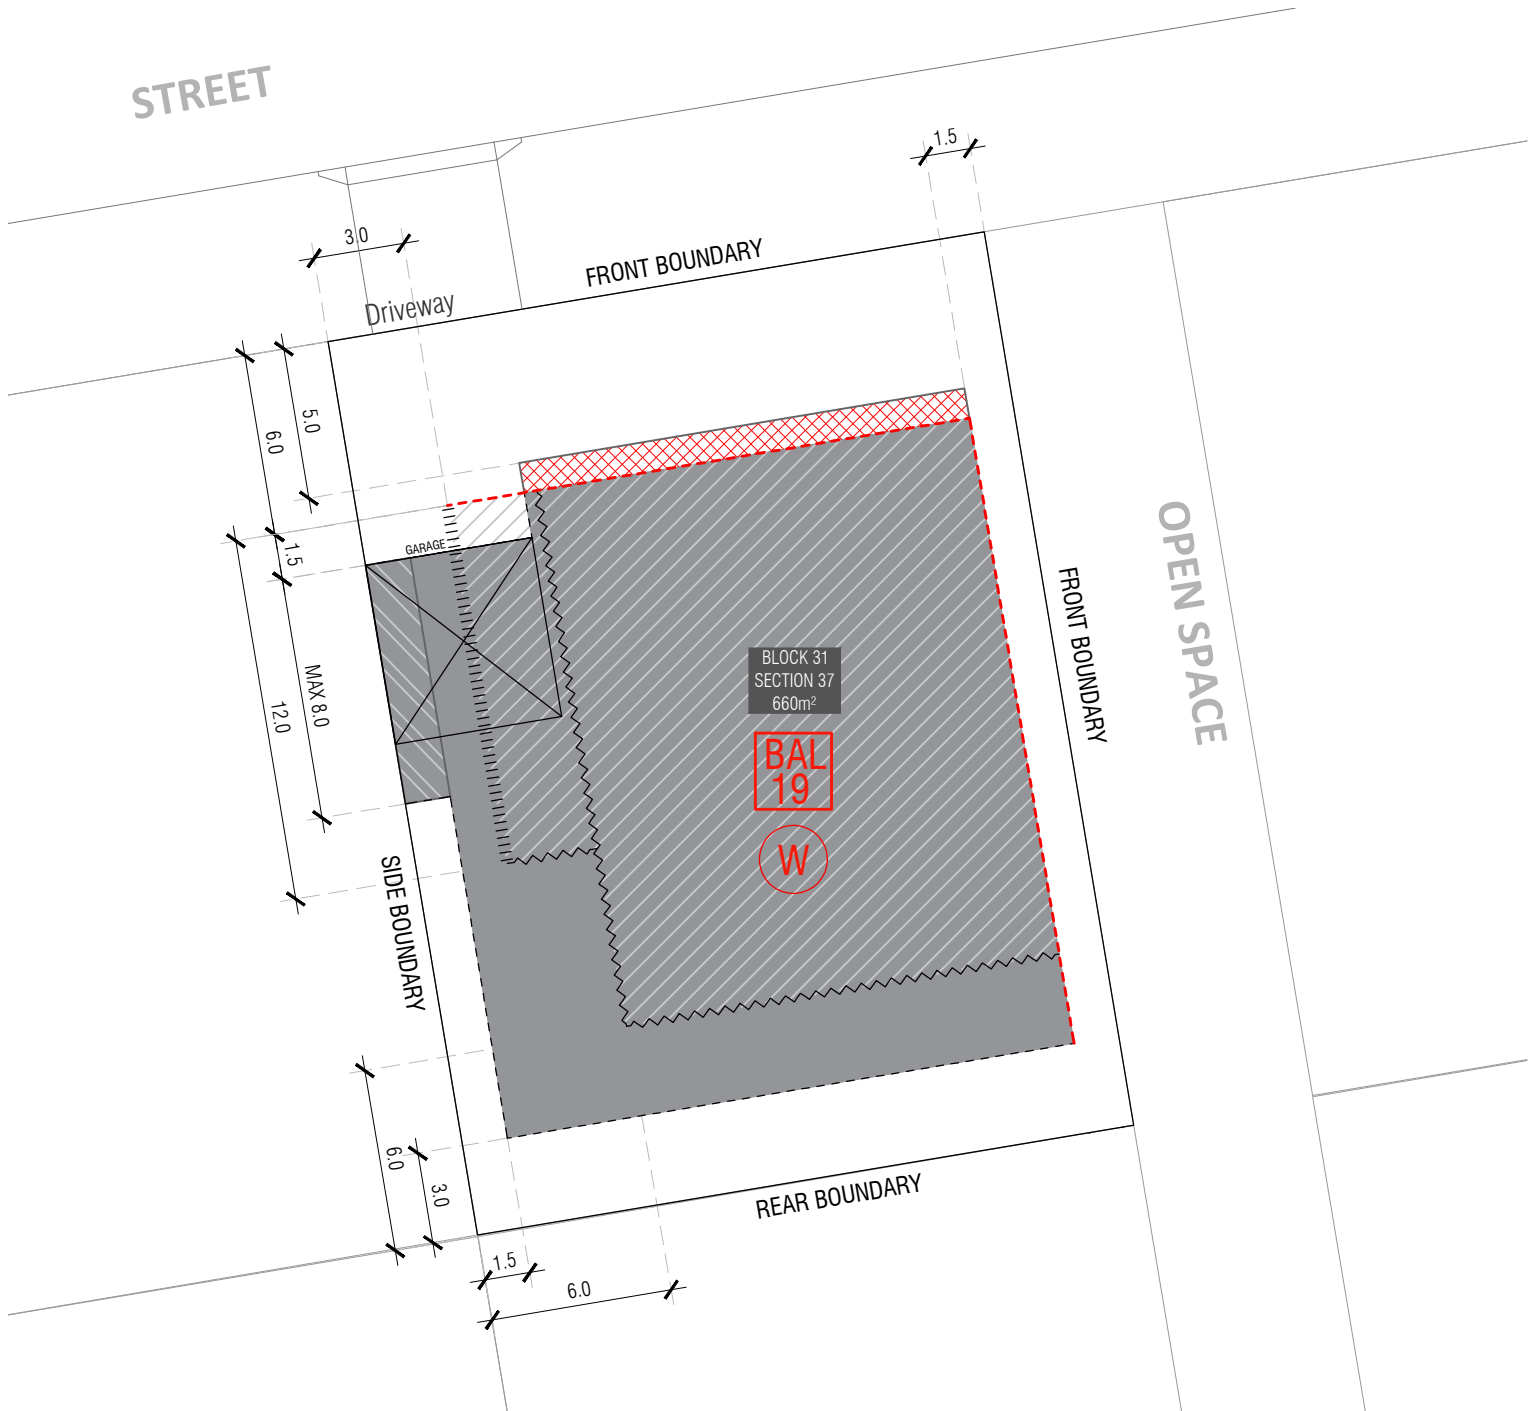 STREET
1.5
3.0
FRONT BOUNDARY
Driveway
5.0
6.0
1.5
GARAGE
MAX 8.0
12.0
BLOCK 31
SECTION 37
660m²
BAL
19
W
FRONT BOUNDARY
OPEN SPACE
SIDE BOUNDARY
6.0
3.0
REAR BOUNDARY
1.5
6.0